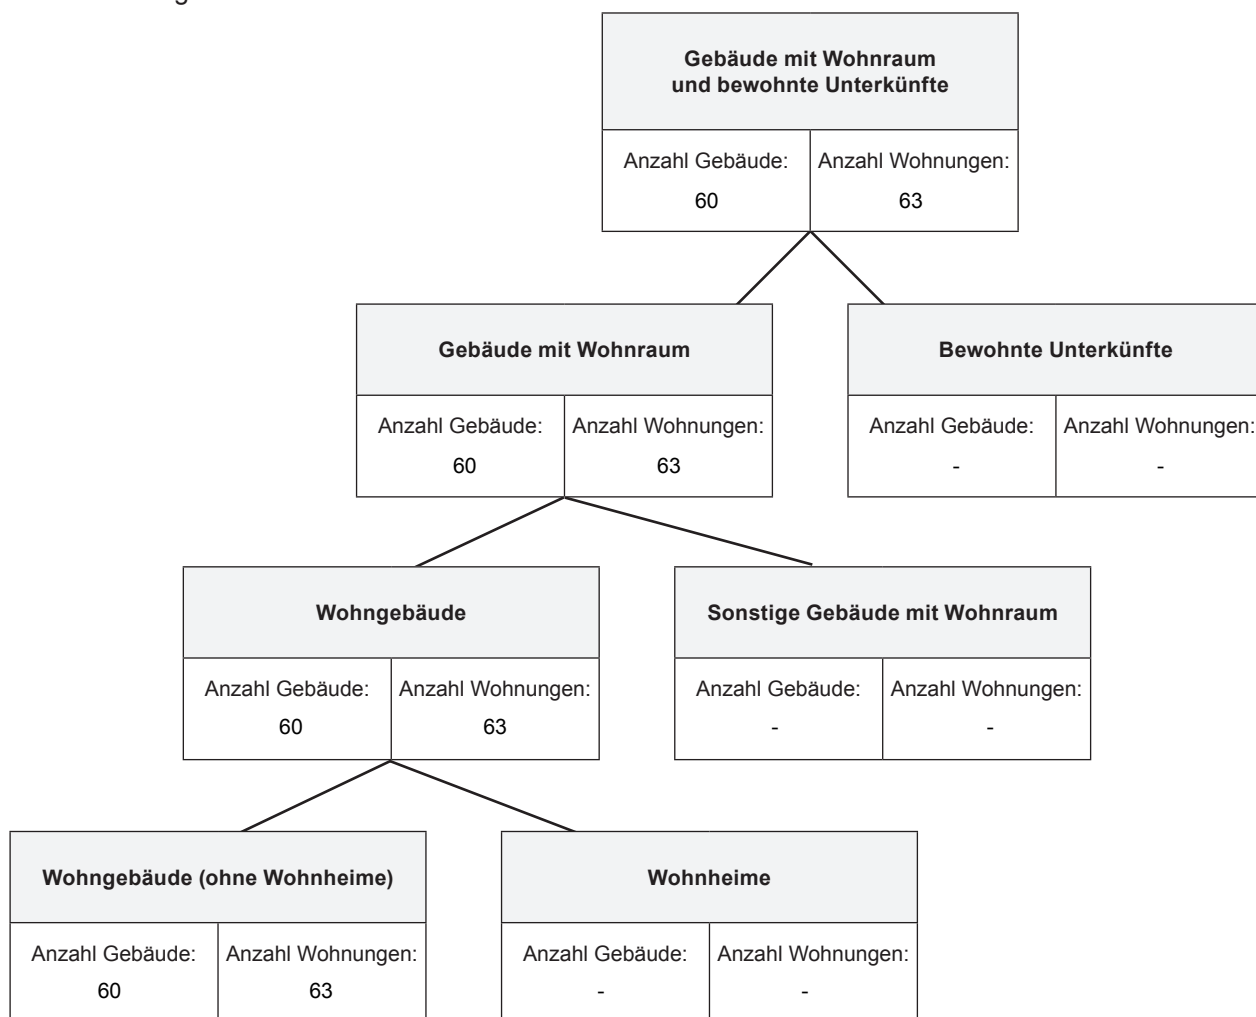 Gebäude mit Wohnraum
und bewohnte Unterkünfte
Anzahl Gebäude: Anzahl Wohnungen:
60 63
Gebäude mit Wohnraum Bewohnte Unterkünfte
Anzahl Gebäude: Anzahl Wohnungen: Anzahl Gebäude: Anzahl Wohnungen:
60 63 - -
Wohngebäude Sonstige Gebäude mit Wohnraum
Anzahl Gebäude: Anzahl Wohnungen: Anzahl Gebäude: Anzahl Wohnungen:
60 63 - -
Wohngebäude (ohne Wohnheime) Wohnheime
Anzahl Gebäude: Anzahl Wohnungen: Anzahl Gebäude: Anzahl Wohnungen:
60 63 - -